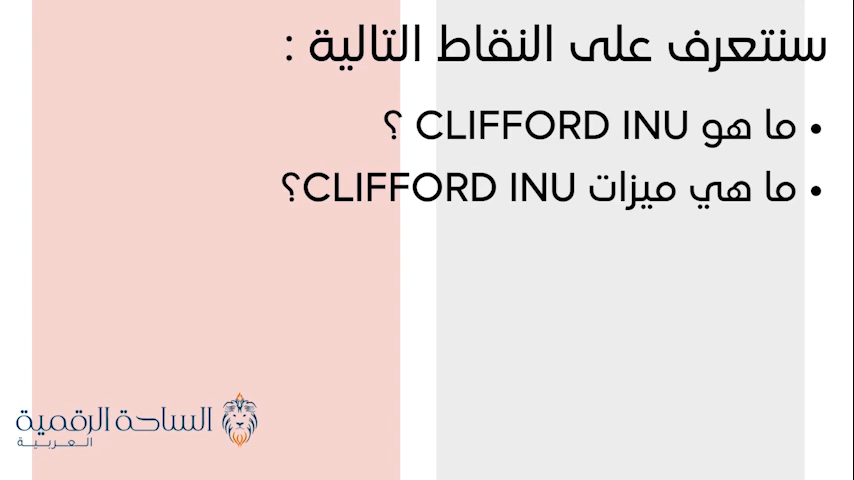 سنتعرف على النقاط التالية :
• ما هو CLIFFORD INU ؟
• ما هي ميزات CLIFFORD INU؟
الساحة الرقمية
العربية